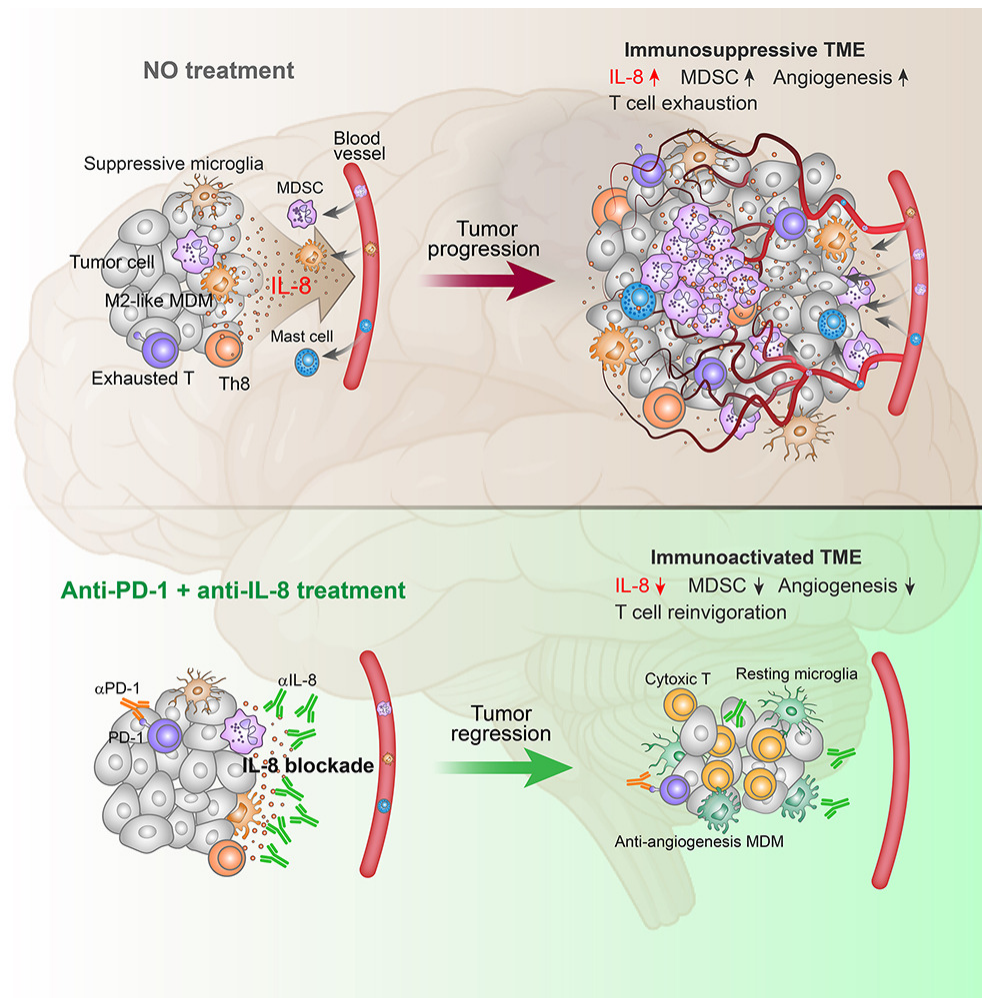 NO treatment
Suppressive microglia
Blood
vessel
MDSC
Tumor cell
M2-like MDM
IL-8
Mast cell
Exhausted T
Th8
Tumor
progression
Immunosuppressive TME
IL-8 ↑ MDSC ↑ Angiogenesis ↑
T cell exhaustion
Anti-PD-1 + anti-IL-8 treatment
αPD-1
αIL-8
PD-1
IL-8 blockade
Tumor
regression
Immunoactivated TME
IL-8 ↓ MDSC ↓ Angiogenesis ↓
T cell reinvigoration
Cytoxic T
Resting microglia
Anti-angiogenesis MDM